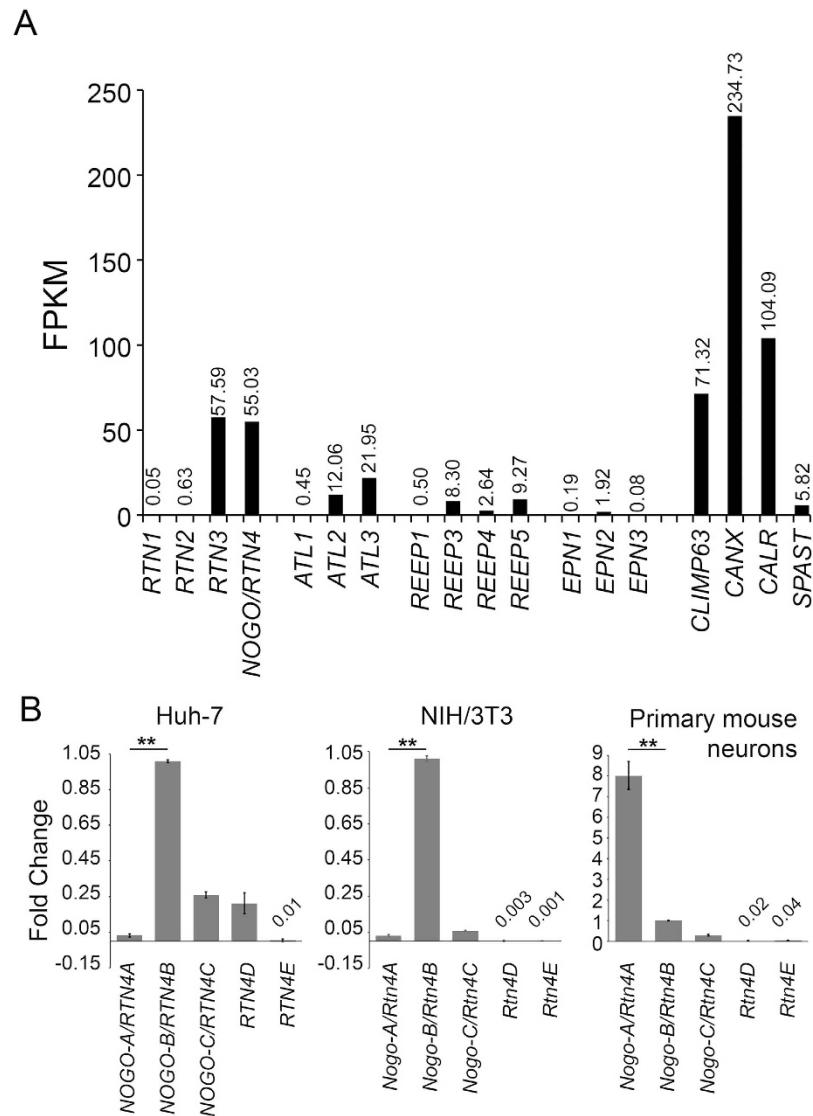 A
FPKM
250
200
150
100
50
0
0.05
0.63
57.59
55.03
0.45
12.06
21.95
0.50
8.30
2.64
9.27
0.19
1.92
0.08
71.32
234.73
104.09
5.82
RTN1
RTN2
RTN3
NOGO/RTN4
ATL1
ATL2
ATL3
REEP1
REEP3
REEP4
REEP5
EPN1
EPN2
EPN3
CLIMP63
CANX
CALR
SPAST
B
Huh-7
Fold Change
1.05
0.85
0.65
0.45
0.25
0.05
-0.15
**
0.01
NOGO-A/RTN4A
NOGO-B/RTN4B
NOGO-C/RTN4C
RTN4D
RTN4E
NIH/3T3
1.05
0.85
0.65
0.45
0.25
0.05
-0.15
**
0.003
0.001
Nogo-A/Rtn4A
Nogo-B/Rtn4B
Nogo-C/Rtn4C
Rtn4D
Rtn4E
Primary mouse
neurons
9
8
7
6
5
4
3
2
1
0
**
0.02
0.04
Nogo-A/Rtn4A
Nogo-B/Rtn4B
Nogo-C/Rtn4C
Rtn4D
Rtn4E